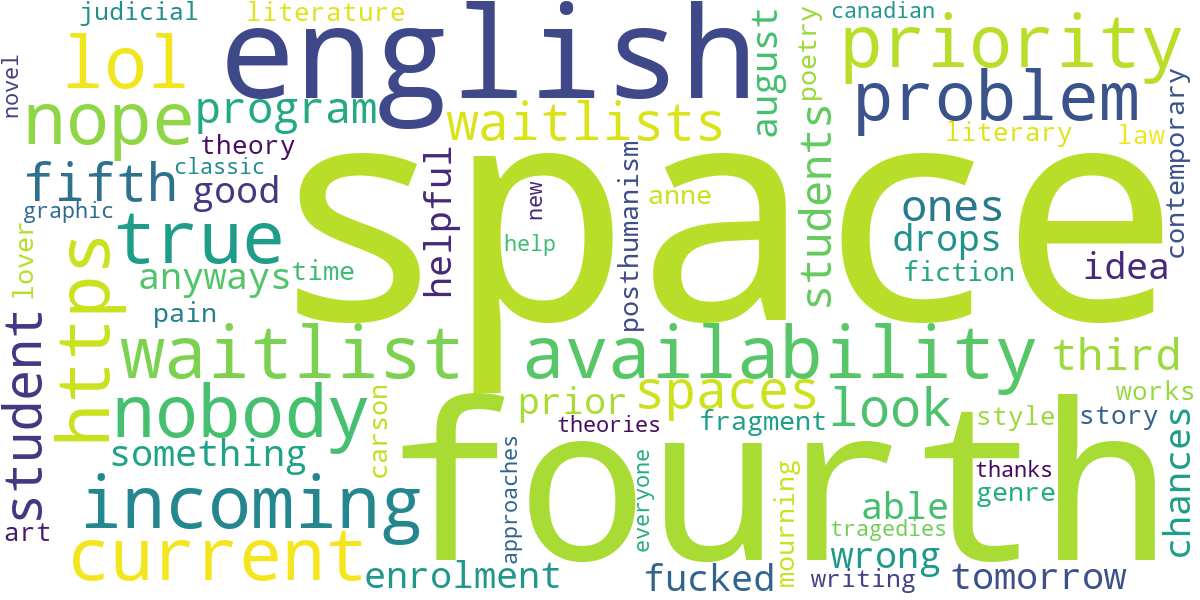 judicial
literature
english
august
poetry
canadian
priority
novel
lol
nope
program
waitlists
problem
literary
law
contemporary
theory
classic
fifth
good
graphic
helpful
new
posthumanism
anne
students
ones
drops
fiction
idea
space
true
help
lover
https
anyways
time
pain
student
waitlist
availability
third
nobody
prior
spaces
look
works
style
story
theories
fragment
something
carson
fourth
chances
incoming
approaches
everyone
mourning
thanks
genre
able
tragedies
art
current
wrong
enrolment
fucked
writing
tomorrow